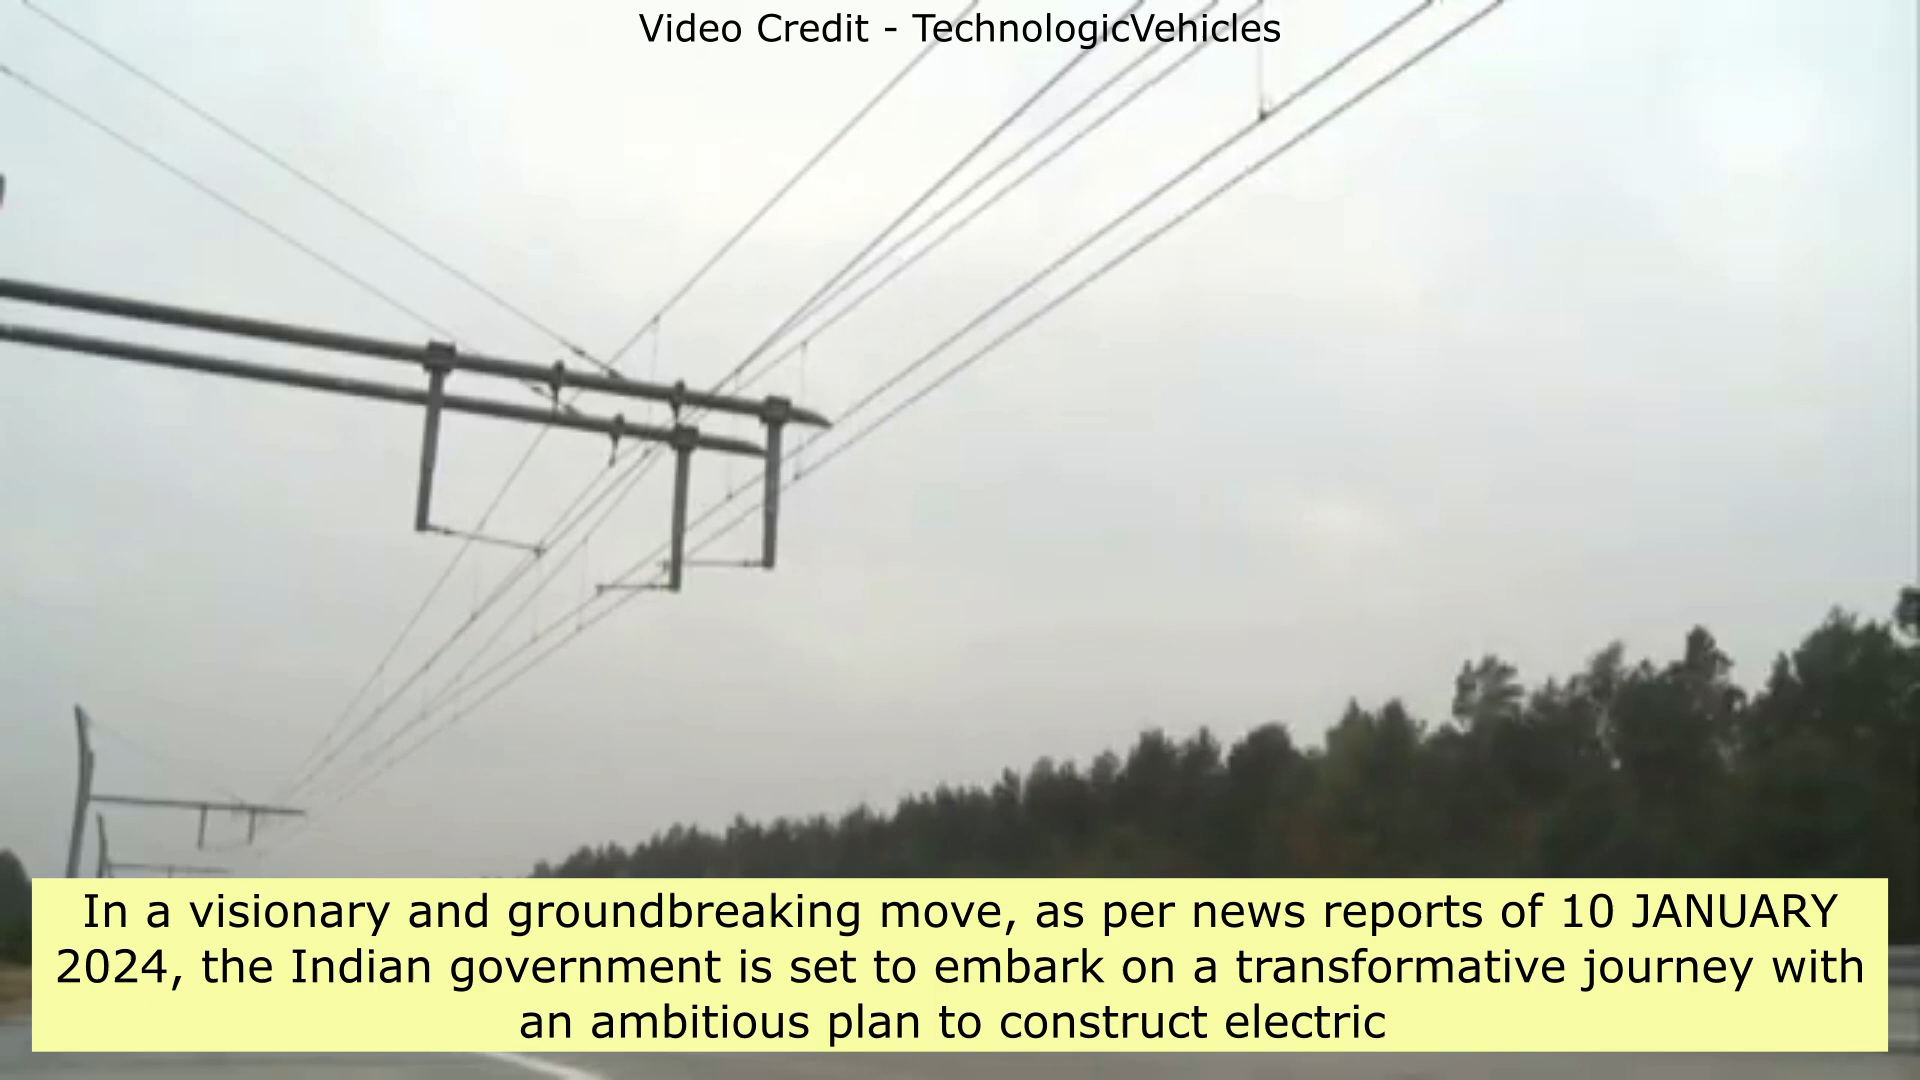 Video Credit - TechnologicVehicles
In a visionary and groundbreaking move, as per news reports of 10 JANUARY
2024, the Indian government is set to embark on a transformative journey with
an ambitious plan to construct electric